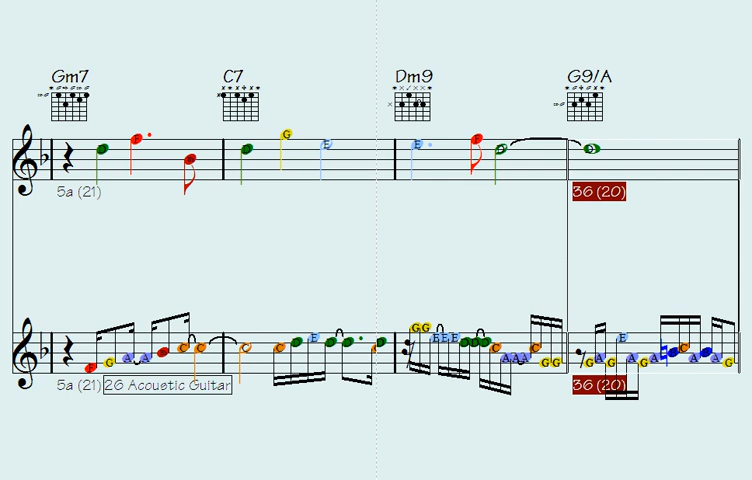 Gm7 C7 Dm9 G9/A
5a (21) 36 (20)
5a (21) 26 Acoustic Guitar 36 (20)